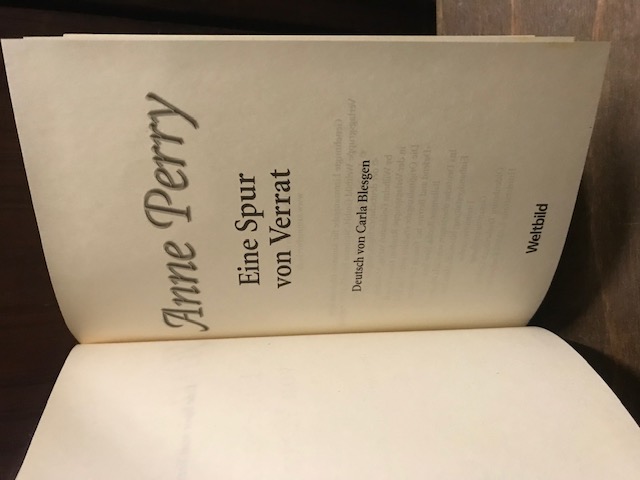 Anne Perry
Eine Spur
von Verrat
Deutsch von Carla Blesgen
Weltbild